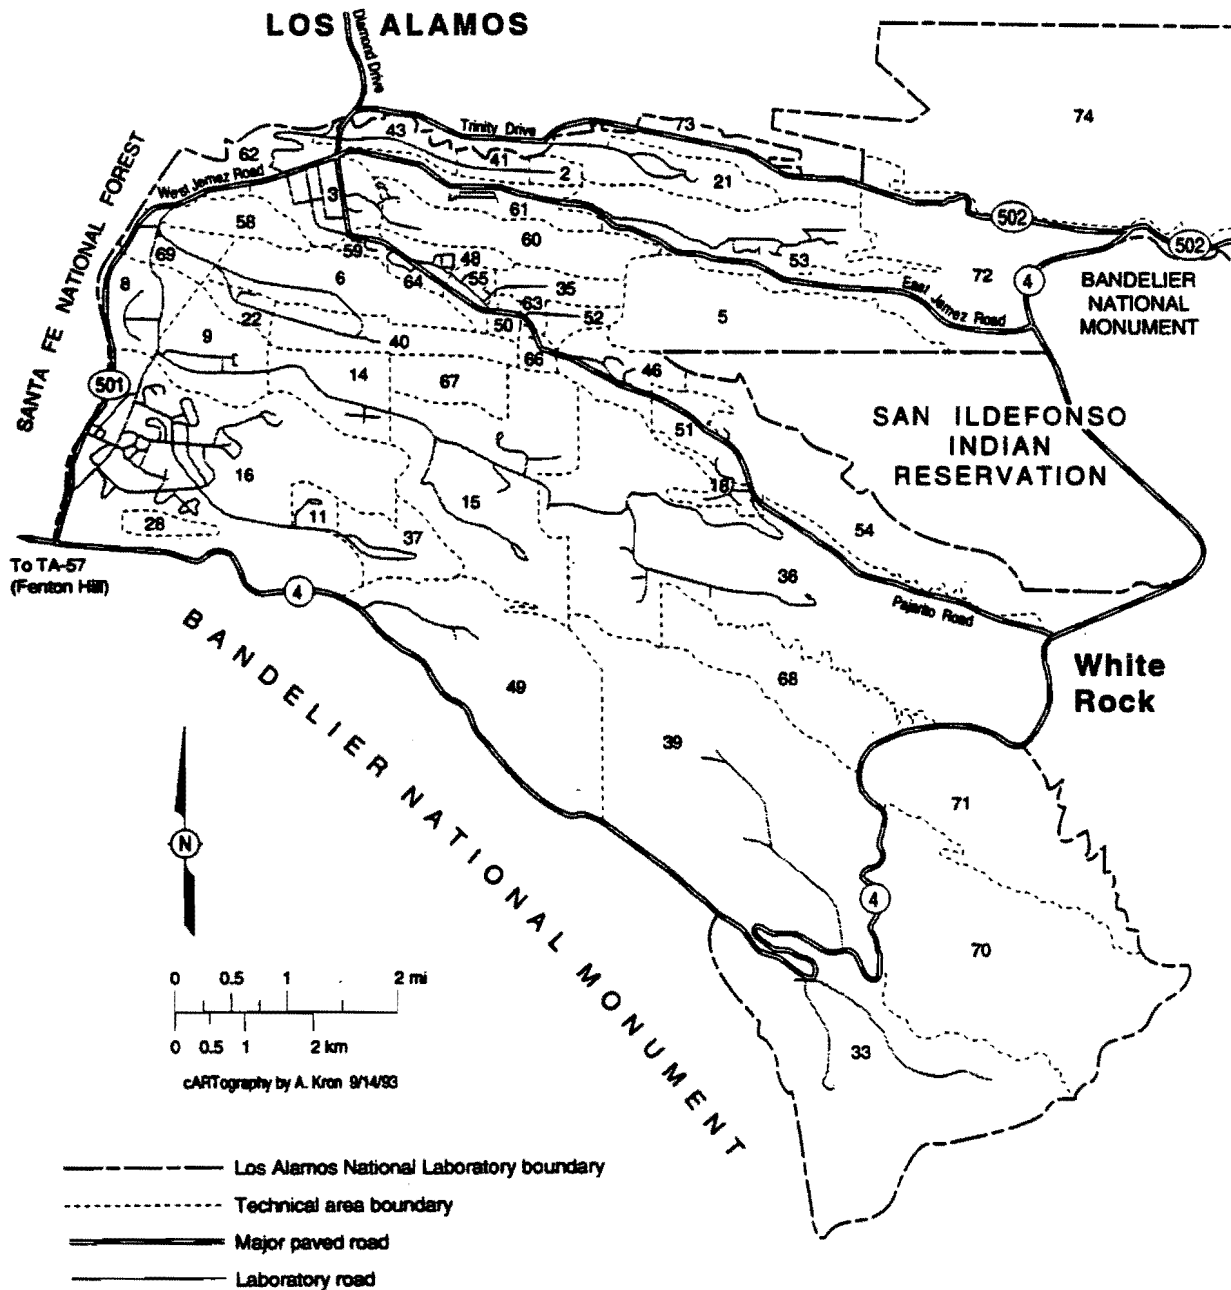 LOS ALAMOS
Diamond Drive
74
SANTA FE NATIONAL FOREST
43
Trinity Drive
73
62
41
2
21
West Jemez Road
3
61
58
60
502
502
59
48
53
69
6
64
55
35
72
4
8
BANDELIER
NATIONAL
MONUMENT
63
East Jemez Road
22
50
52
5
9
40
66
14
67
46
501
SAN ILDEFONSO
INDIAN
RESERVATION
51
16
18
15
11
28
37
54
To TA-57
(Fenton Hill)
4
36
Pajarito Road
BANDELIER NATIONAL MONUMENT
White
Rock
68
49
39
71
N
4
70
0 0.5 1 2 mi
0 0.5 1 2 km
33
cARTography by A. Kron 9/14/93
Los Alamos National Laboratory boundary
Technical area boundary
Major paved road
Laboratory road